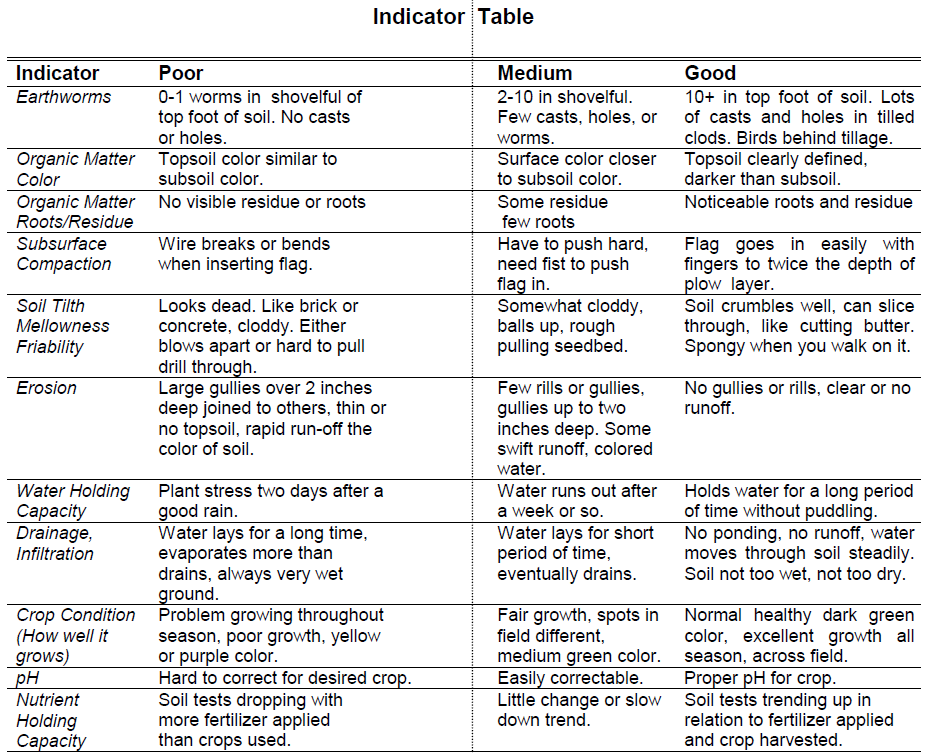 Indicator Table
Indicator Poor Medium Good
Earthworms
0-1 worms in shovelful of
top foot of soil. No casts
or holes.
2-10 in shovelful.
Few casts, holes, or
worms.
10+ in top foot of soil. Lots
of casts and holes in tilled
clods. Birds behind tillage.
Organic Matter
Color
Topsoil color similar to
subsoil color.
Surface color closer
to subsoil color.
Topsoil clearly defined,
darker than subsoil.
Organic Matter
Roots/Residue
No visible residue or roots
Some residue
few roots
Noticeable roots and residue
Subsurface
Compaction
Wire breaks or bends
when inserting flag.
Have to push hard,
need fist to push
flag in.
Flag goes in easily with
fingers to twice the depth of
plow layer.
Soil Tilth
Mellowness
Friability
Looks dead. Like brick or
concrete, cloddy. Either
blows apart or hard to pull
drill through.
Somewhat cloddy,
balls up, rough
pulling seedbed.
Soil crumbles well, can slice
through, like cutting butter.
Spongy when you walk on it.
Erosion
Large gullies over 2 inches
deep joined to others, thin or
no topsoil, rapid run-off the
color of soil.
Few rills or gullies,
gullies up to two
inches deep. Some
swift runoff, colored
water.
No gullies or rills, clear or no
runoff.
Water Holding
Capacity
Plant stress two days after a
good rain.
Water runs out after
a week or so.
Holds water for a long period
of time without puddling.
Drainage,
Infiltration
Water lays for a long time,
evaporates more than
drains, always very wet
ground.
Water lays for short
period of time,
eventually drains.
No ponding, no runoff, water
moves through soil steadily.
Soil not too wet, not too dry.
Crop Condition
(How well it
grows)
Problem growing throughout
season, poor growth, yellow
or purple color.
Fair growth, spots in
field different,
medium green color.
Normal healthy dark green
color, excellent growth all
season, across field.
pH
Hard to correct for desired crop.
Easily correctable.
Proper pH for crop.
Nutrient
Holding
Capacity
Soil tests dropping with
more fertilizer applied
than crops used.
Little change or slow
down trend.
Soil tests trending up in
relation to fertilizer applied
and crop harvested.